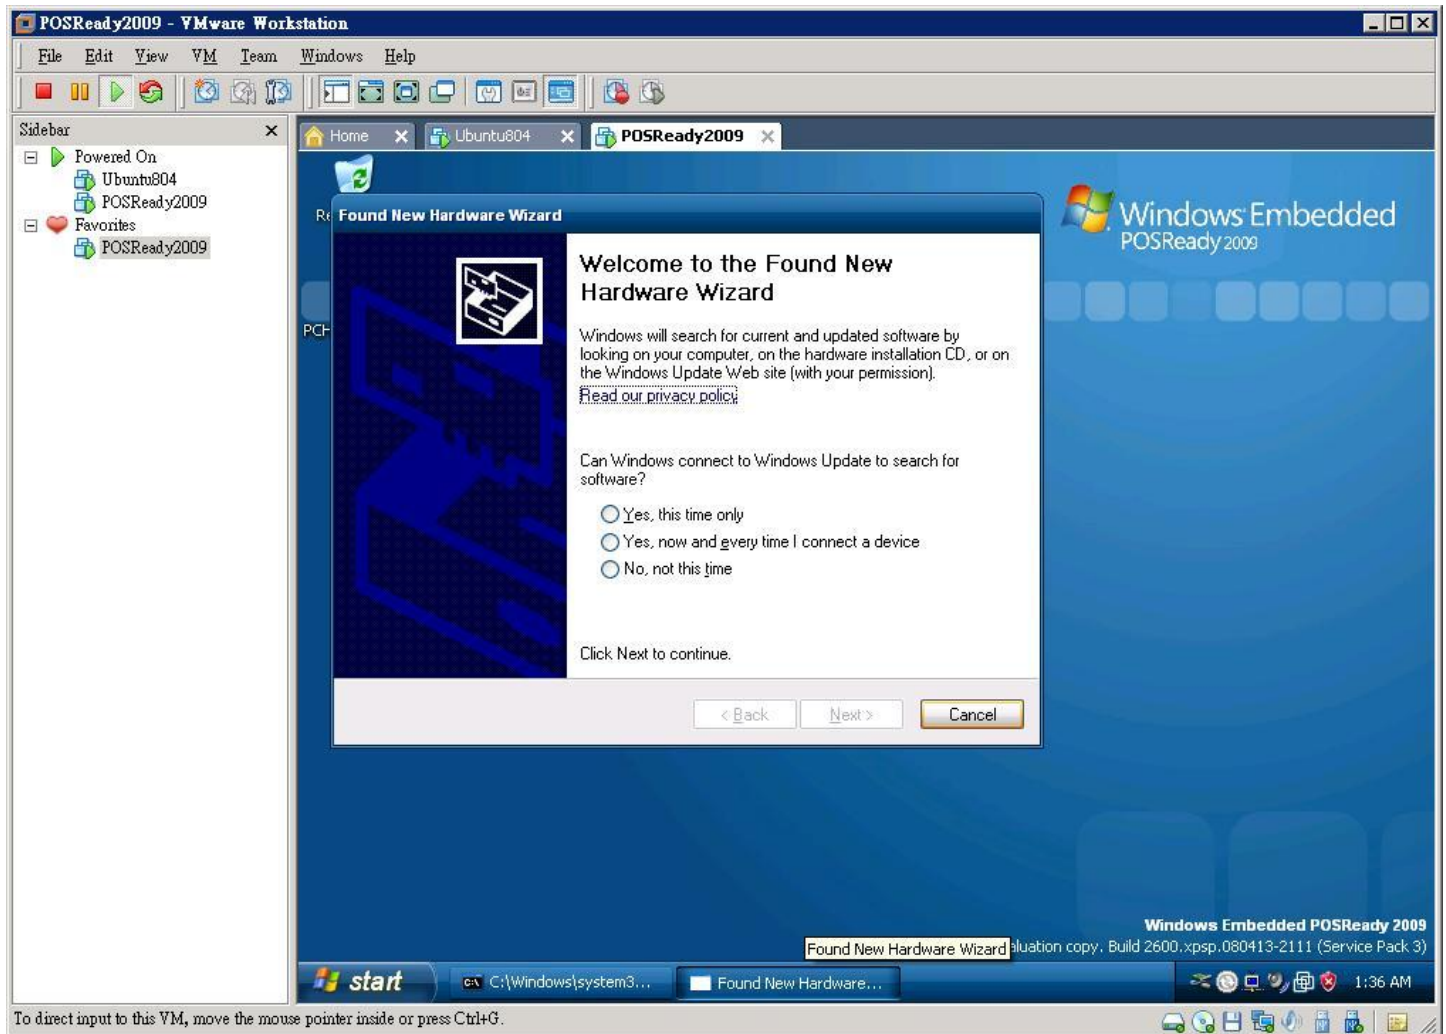 POSReady2009 - VMware Workstation
File Edit View VM Team Windows Help
Sidebar
Powered On
Ubuntu804
POSReady2009
Favorites
POSReady2009
Home Ubuntu804 POSReady2009
Windows Embedded
POSReady 2009
Re
PCH
Found New Hardware Wizard
Welcome to the Found New
Hardware Wizard
Windows will search for current and updated software by
looking on your computer, on the hardware installation CD, or on
the Windows Update Web site (with your permission).
Read our privacy policy
Can Windows connect to Windows Update to search for
software?
Yes, this time only
Yes, now and every time I connect a device
No, not this time
Click Next to continue.
< Back Next > Cancel
Windows Embedded POSReady 2009
Found New Hardware Wizard
aluation copy. Build 2600.xpsp.080413-2111 (Service Pack 3)
start C:\Windows\system3... Found New Hardware... 1:36 AM
To direct input to this VM, move the mouse pointer inside or press Ctrl+G.